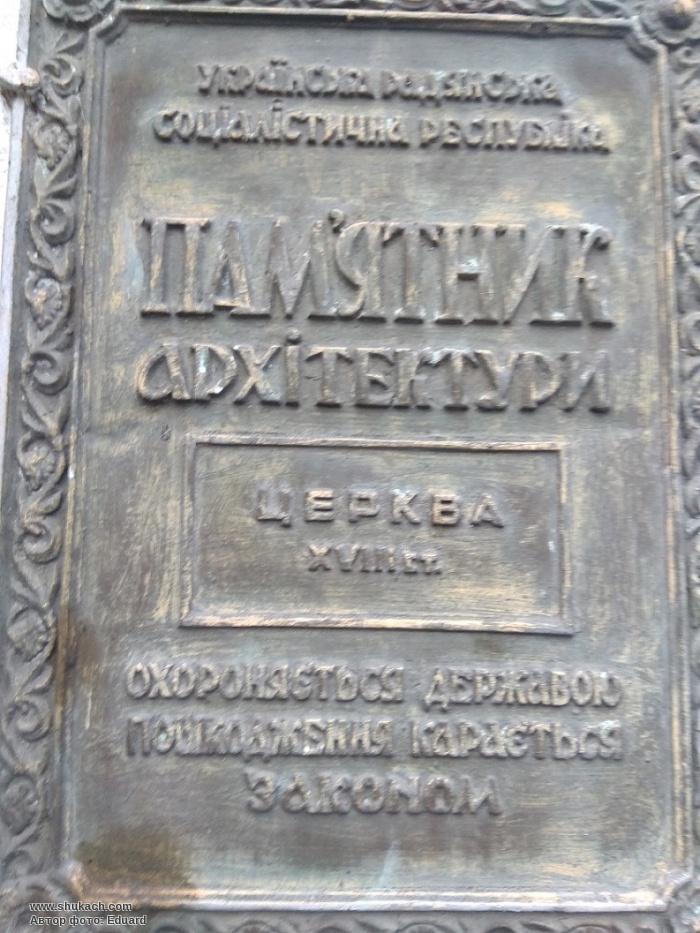 УКРАЇНСЬКА РАДЯНСЬКА
СОЦІАЛІСТИЧНА РЕСПУБЛІКА
ПАМ'ЯТНИК
АРХІТЕКТУРИ
ЦЕРКВА
XVIII ст.
ОХОРОНЯЄТЬСЯ ДЕРЖАВОЮ
ПОШКОДЖЕННЯ КАРАЄТЬСЯ
ЗАКОНОМ
www.shukach.com
Автор фото: Eduard